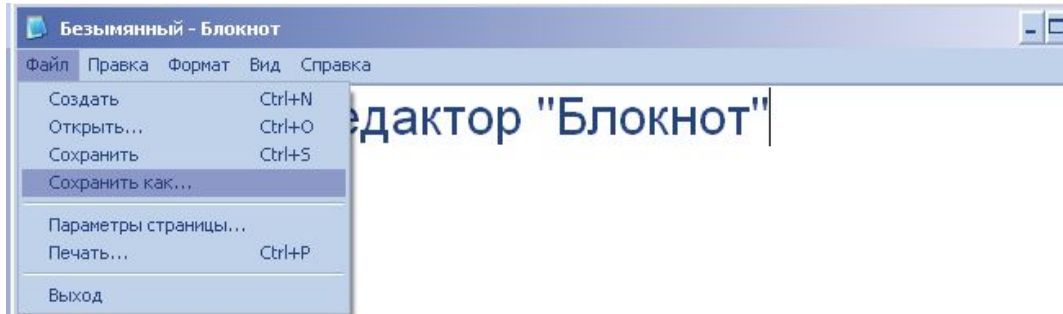 Безымянный - Блокнот
Файл Правка Формат Вид Справка
едактор "Блокнот"
Создать Ctrl+N
Открыть... Ctrl+O
Сохранить Ctrl+S
Сохранить как...
Параметры страницы...
Печать... Ctrl+P
Выход